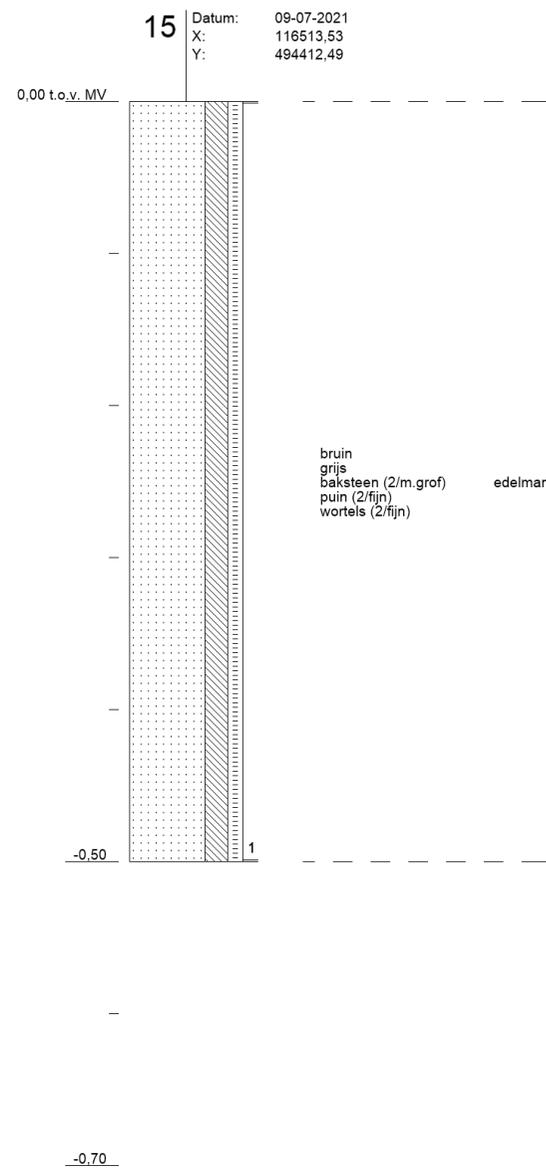 15
Datum: 09-07-2021
X: 116513,53
Y: 494412,49
0,00 t.o.v. MV
bruin
grijs
baksteen (2/m.grof) edelmar
puin (2/fijn)
wortels (2/fijn)
1
-0,50
-0,70